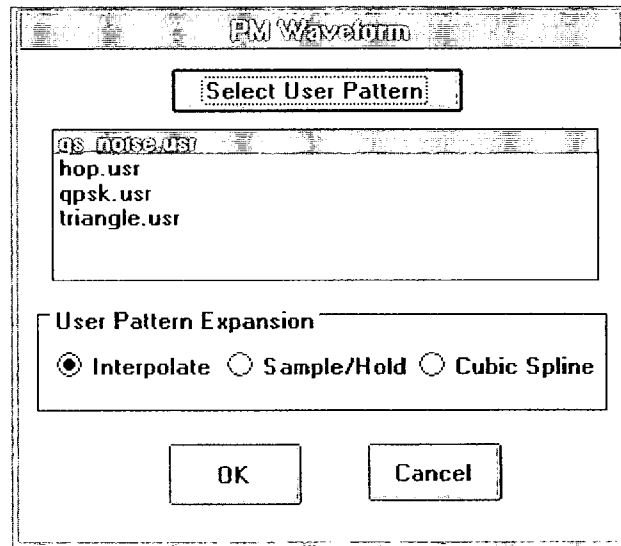 PM Waveform
Select User Pattern
gs_noise.usr
hop.usr
qpsk.usr
triangle.usr
User Pattern Expansion
Interpolate Sample/Hold Cubic Spline
OK Cancel